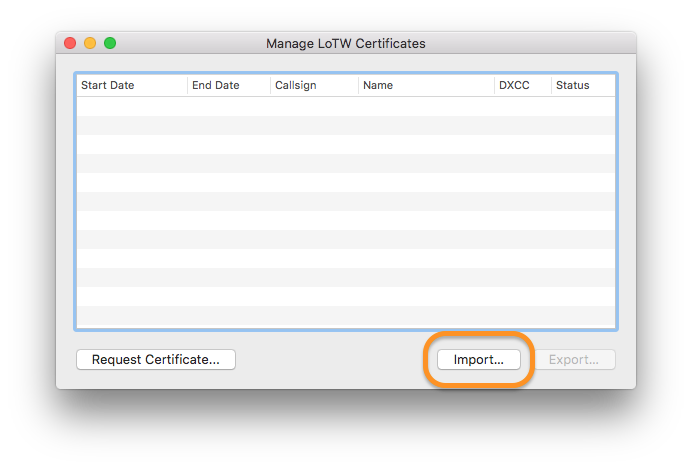 Manage LoTW Certificates
Start Date End Date Callsign Name DXCC Status
Request Certificate... Import... Export...